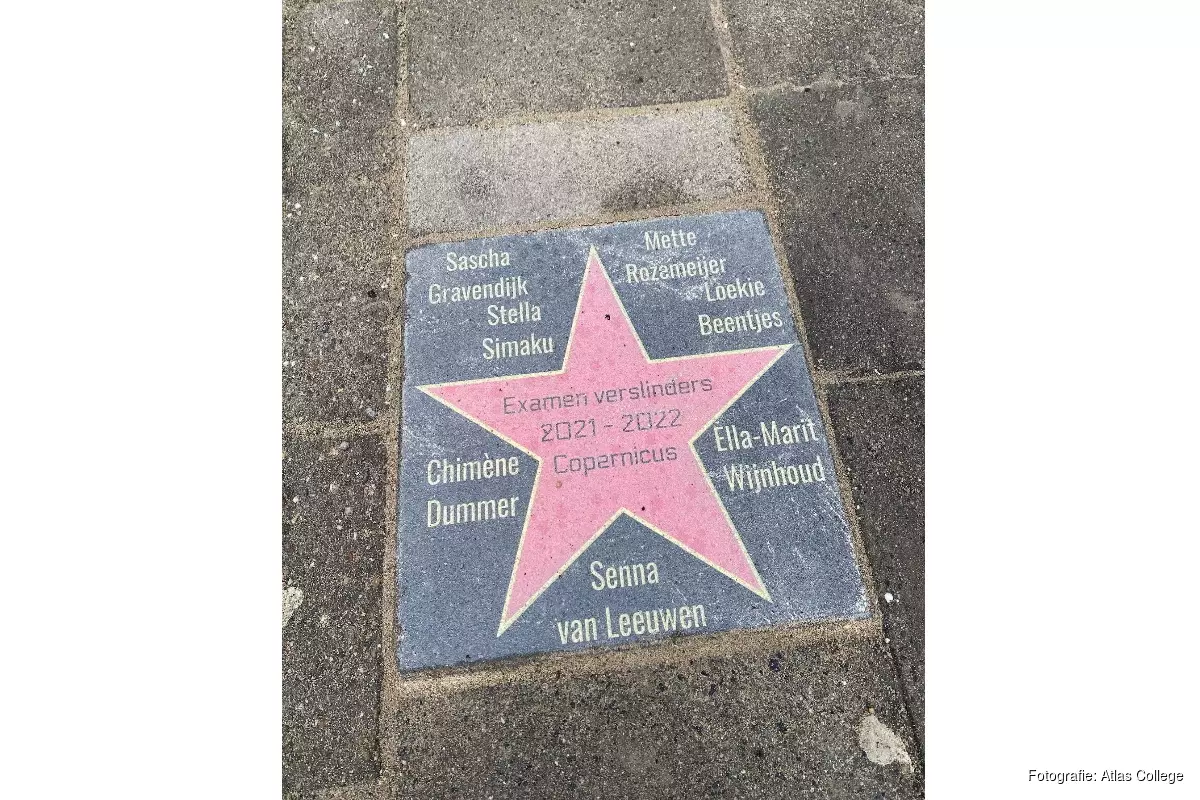 Sascha
Gravendijk
Stella
Simaku
Mette
Rozemeijer
Loekie
Beentjes
Examen verslinders
2021 - 2022
Copernicus
Chimène
Dummer
Ella-Marit
Wijnhoud
Senna
van Leeuwen
Fotografie: Atlas College